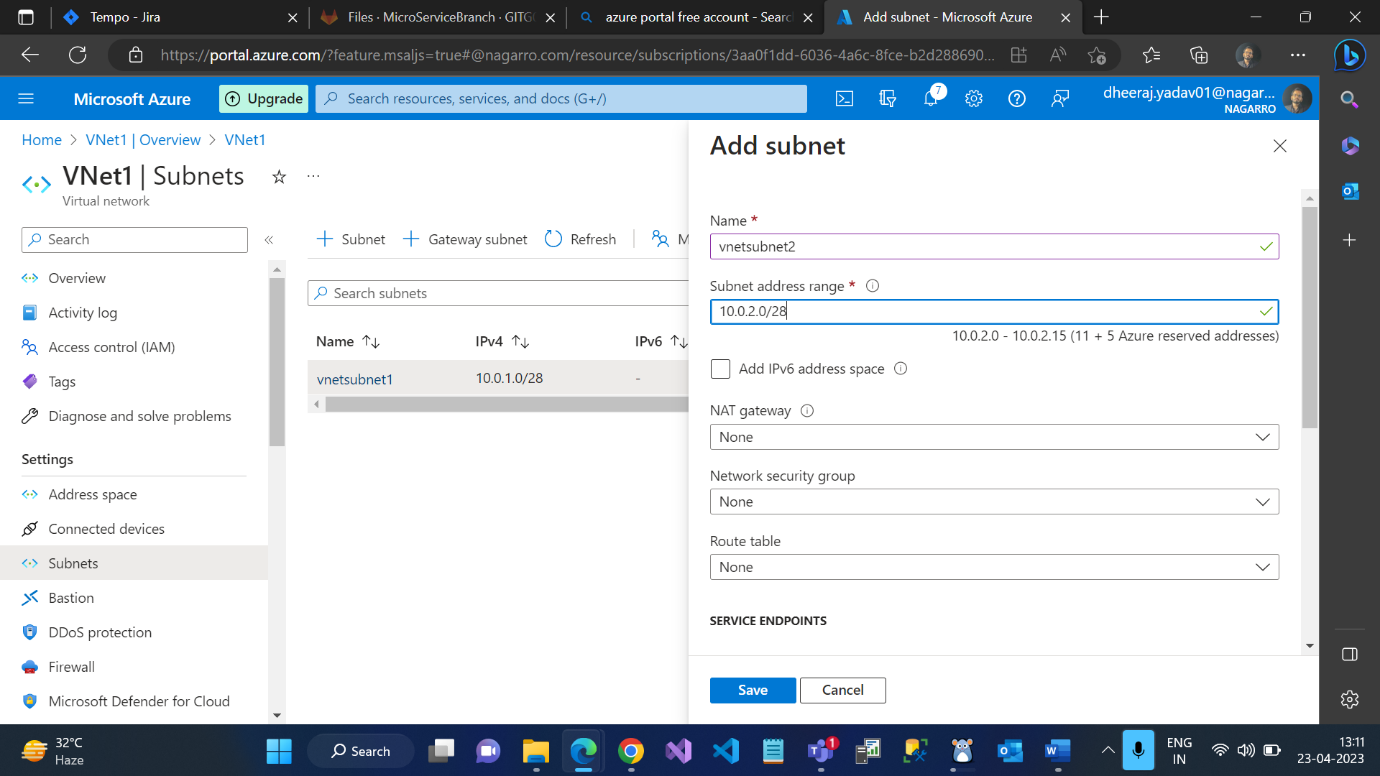 Tempo - Jira
Files · MicroServiceBranch · GITGO
azure portal free account - Searc
Add subnet - Microsoft Azure
https://portal.azure.com/?feature.msaljs=true#@nagarro.com/resource/subscriptions/3aa0f1dd-6036-4a6c-8fce-b2d288690...
Microsoft Azure
Upgrade
Search resources, services, and docs (G+/)
7
dheeraj.yadav01@nagar...
NAGARRO
Home > VNet1 | Overview > VNet1
VNet1 | Subnets
Virtual network
Search
Overview
Activity log
Access control (IAM)
Tags
Diagnose and solve problems
Settings
Address space
Connected devices
Subnets
Bastion
DDoS protection
Firewall
Microsoft Defender for Cloud
+ Subnet + Gateway subnet Refresh M
Search subnets
Name IPv4 IPv6
vnetsubnet1 10.0.1.0/28 -
Add subnet
Name *
vnetsubnet2
Subnet address range *
10.0.2.0/28
10.0.2.0 - 10.0.2.15 (11 + 5 Azure reserved addresses)
Add IPv6 address space
NAT gateway
None
Network security group
None
Route table
None
SERVICE ENDPOINTS
Save Cancel
32°C
Haze
Search
1
ENG
IN
13:11
23-04-2023